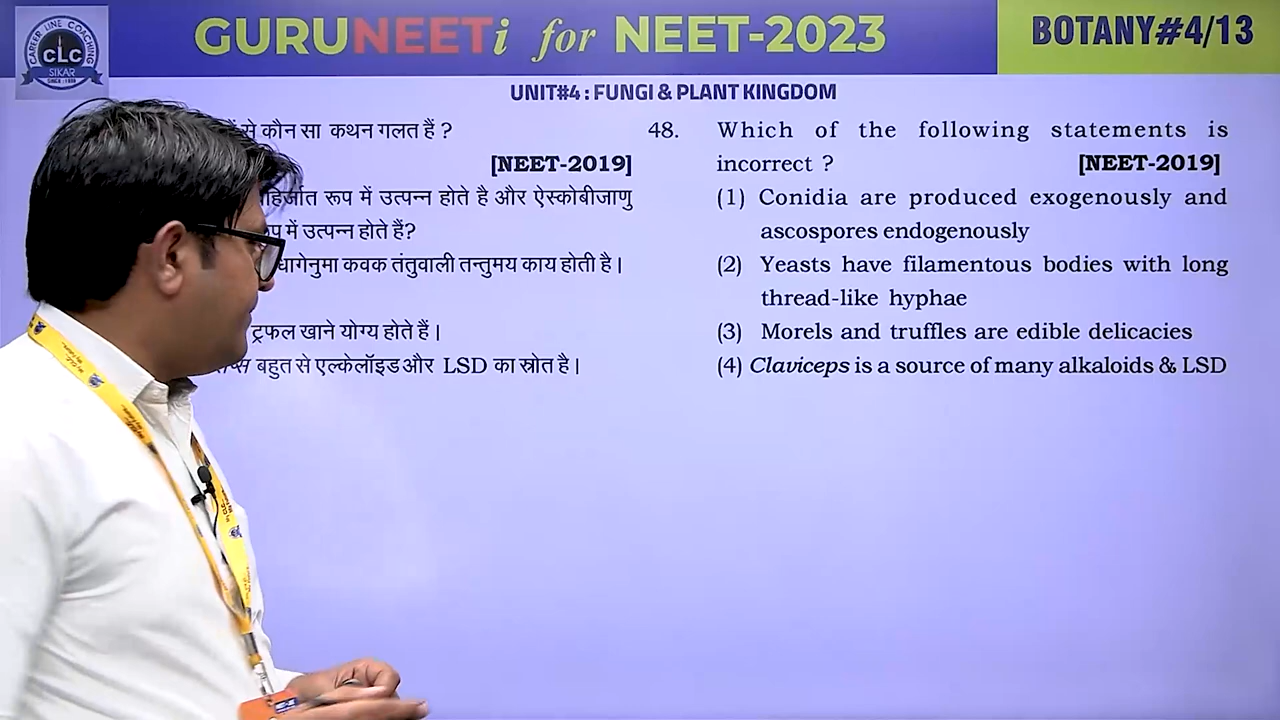 CAREER LINE COACHING
CLC
SIKAR
SINCE : 1996
GURUNEETi for NEET-2023
BOTANY#4/13
UNIT#4 : FUNGI & PLANT KINGDOM
से कौन सा कथन गलत हैं ?
[NEET-2019]
रूप में उत्पन्न होते है और ऐस्कोबीजाणु
में उत्पन्न होते हैं?
धागेनुमा कवक तंतुवाली तन्तुमय काय होती है।
ट्रफल खाने योग्य होते हैं।
बहुत से एल्केलॉइड और LSD का स्रोत है।
48. Which of the following statements is
incorrect ? [NEET-2019]
(1) Conidia are produced exogenously and
ascospores endogenously
(2) Yeasts have filamentous bodies with long
thread-like hyphae
(3) Morels and truffles are edible delicacies
(4) Claviceps is a source of many alkaloids & LSD